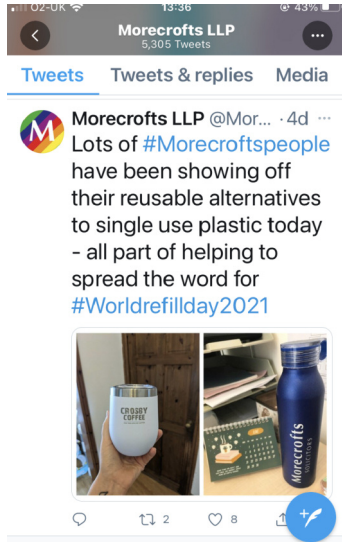 O2-UK 13:36 43%
Morecrofts LLP
5,305 Tweets
Tweets Tweets & replies Media
M
Morecrofts LLP @Mor... · 4d ...
Lots of #Morecroftspeople
have been showing off
their reusable alternatives
to single use plastic today
- all part of helping to
spread the word for
#Worldrefillday2021
CROSBY
COFFEE
Morecrofts
SOLICITORS
2 8